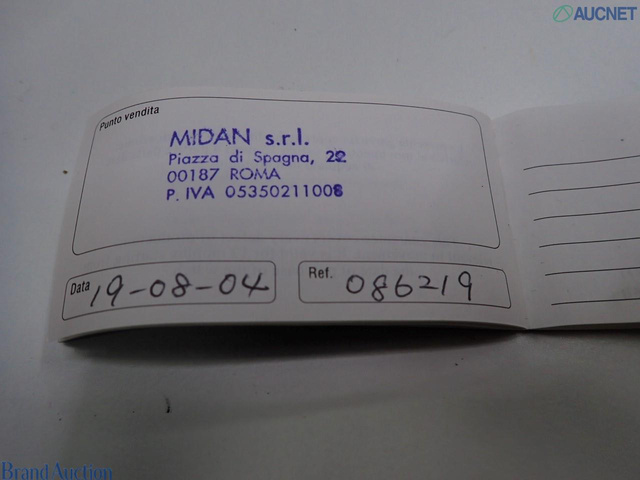 AUCNET
Punto vendita
MIDAN s.r.l.
Piazza di Spagna, 22
00187 ROMA
P. IVA 05350211008
Data 19-08-04
Ref. 086219
Brand Auction